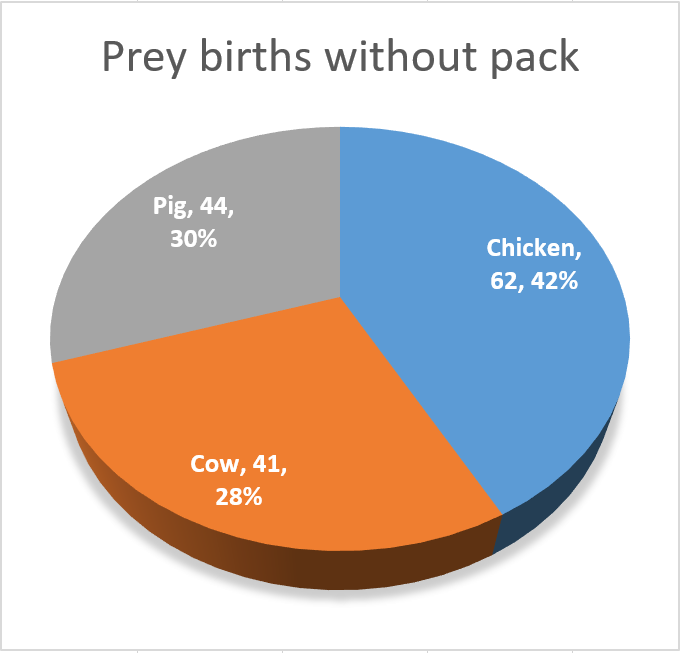 Prey births without pack
Pig, 44,
30%
Chicken,
62, 42%
Cow, 41,
28%